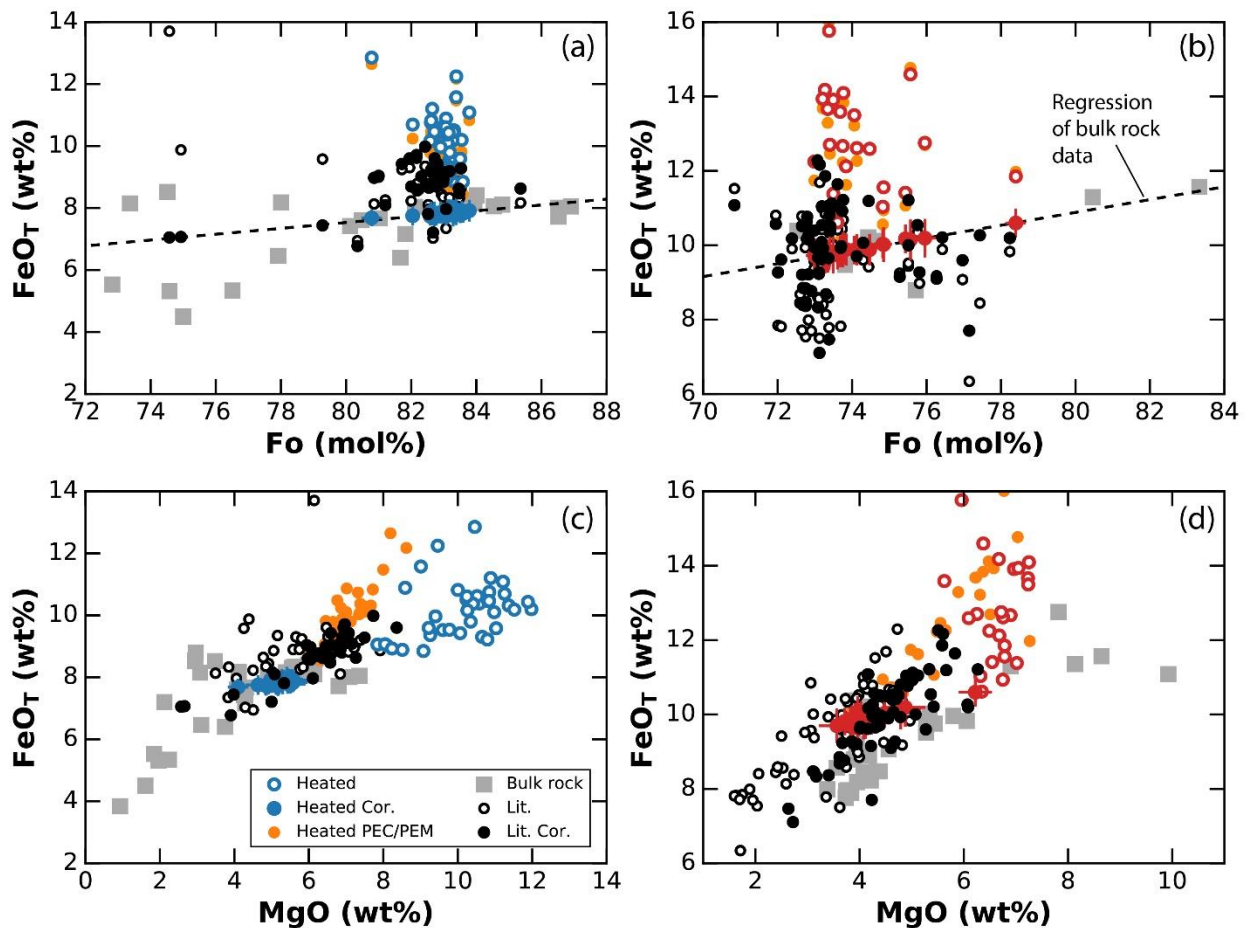 14
12
10
8
6
4
2
FeO_T (wt%)
(a)
72 74 76 78 80 82 84 86 88
Fo (mol%)
16
14
12
10
8
6
FeO_T (wt%)
(b)
Regression
of bulk rock
data
70 72 74 76 78 80 82 84
Fo (mol%)
14
12
10
8
6
4
2
FeO_T (wt%)
(c)
Heated
Heated Cor.
Heated PEC/PEM
Bulk rock
Lit.
Lit. Cor.
0 2 4 6 8 10 12 14
MgO (wt%)
16
14
12
10
8
6
FeO_T (wt%)
(d)
2 4 6 8 10
MgO (wt%)